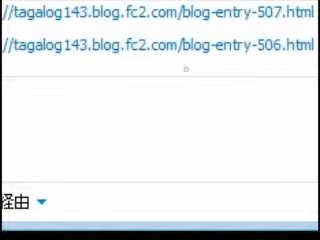 //tagalog143.blog.fc2.com/blog-entry-507.html
//tagalog143.blog.fc2.com/blog-entry-506.html
経由